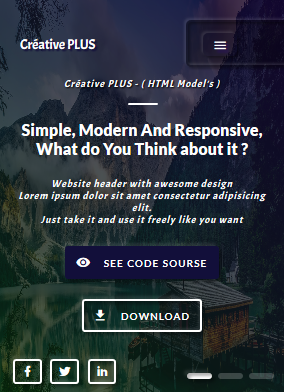 Créative PLUS
Créative PLUS - ( HTML Model's )
Simple, Modern And Responsive,
What do You Think about it ?
Website header with awesome design
Lorem ipsum dolor sit amet consectetur adipisicing
elit.
Just take it and use it freely like you want
SEE CODE SOURSE
DOWNLOAD